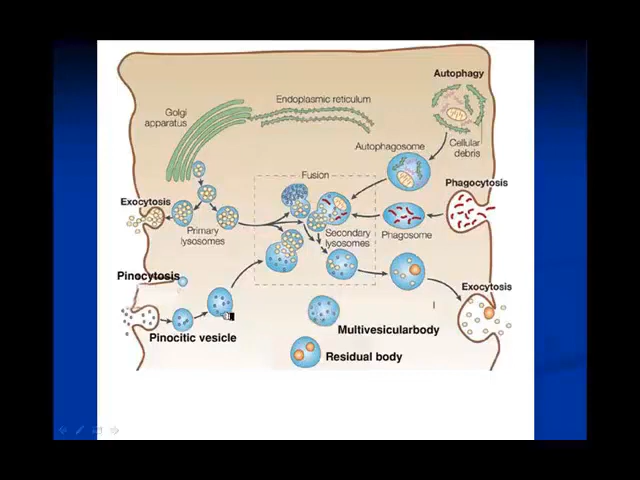 Autophagy
Endoplasmic reticulum
Golgi
apparatus
Autophagosome
Cellular
debris
Fusion
Phagocytosis
Exocytosis
Primary
lysosomes
Secondary
lysosomes
Phagosome
Pinocytosis
Exocytosis
Pinocitic vesicle
Multivesicularbody
Residual body